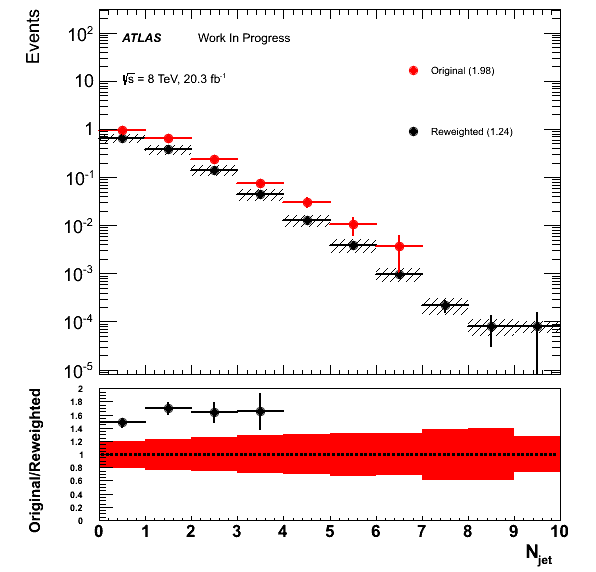 Events
10²
10
1
10⁻¹
10⁻²
10⁻³
10⁻⁴
10⁻⁵
ATLAS Work In Progress
√s = 8 TeV, 20.3 fb⁻¹
Original (1.98)
Reweighted (1.24)
Original/Reweighted
2
1.8
1.6
1.4
1.2
1
0.8
0.6
0.4
0.2
0
0 1 2 3 4 5 6 7 8 9 10
N_jet